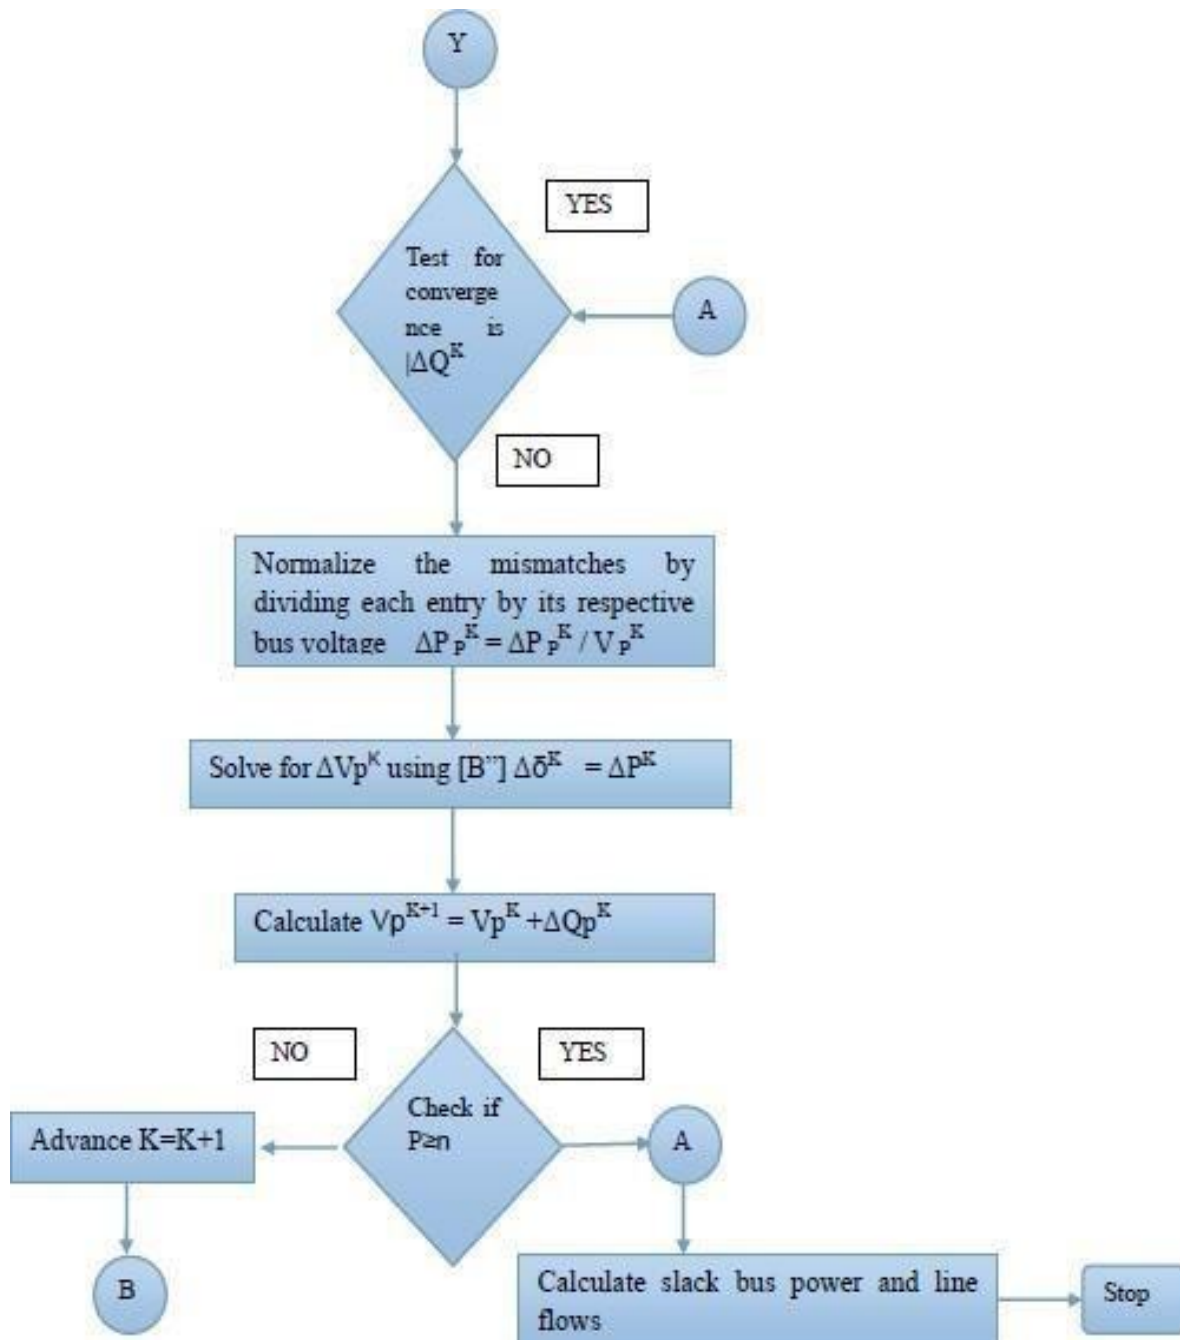 Y
YES
Test for
converge
nce is
|ΔQ^K
A
NO
Normalize the mismatches by
dividing each entry by its respective
bus voltage ΔP_P^K = ΔP_P^K / V_P^K
Solve for ΔVp^K using [B”] Δδ^K = ΔP^K
Calculate Vp^K+1 = Vp^K +ΔQp^K
NO
YES
Check if
P≥n
Advance K=K+1
A
B
Calculate slack bus power and line
flows
Stop